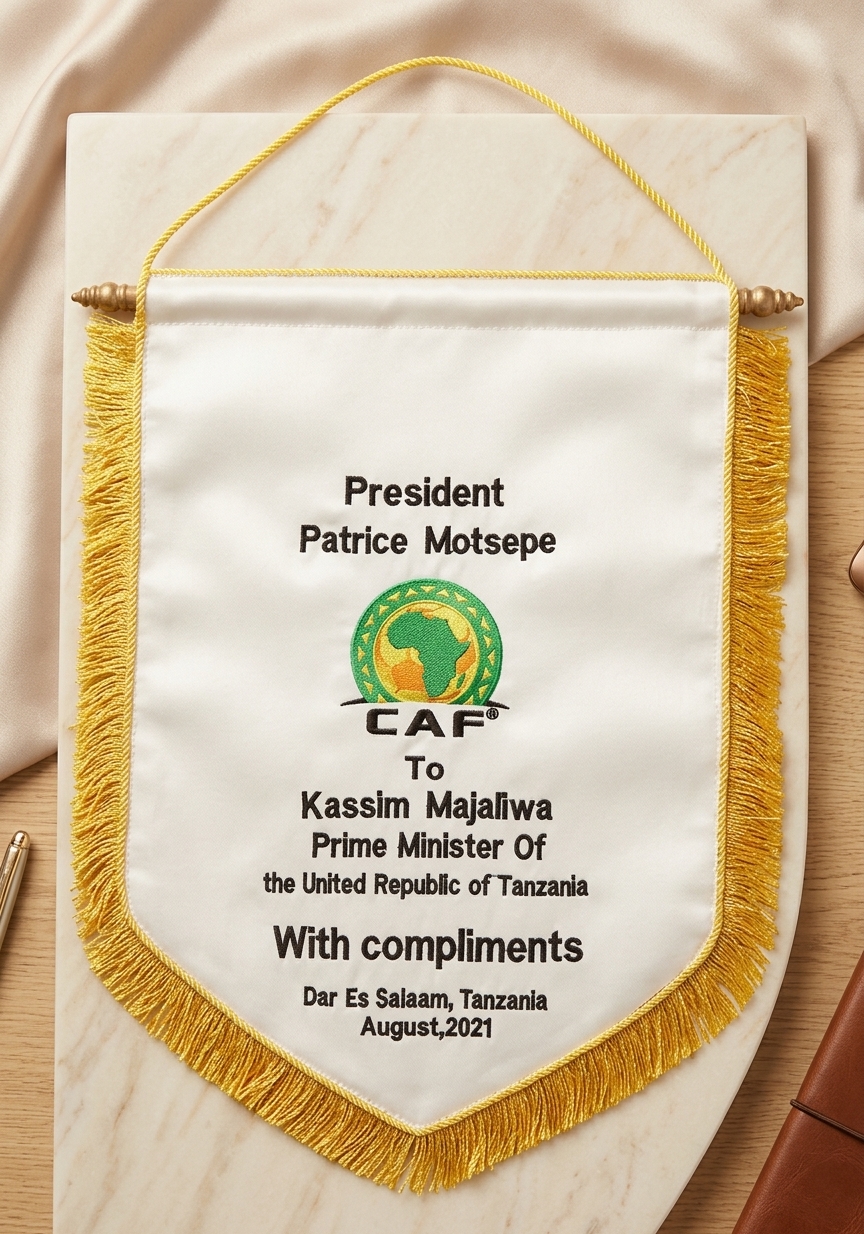 President
Patrice Motsepe
CAF®
To
Kassim Majaliwa
Prime Minister Of
the United Republic of Tanzania
With compliments
Dar Es Salaam, Tanzania
August,2021